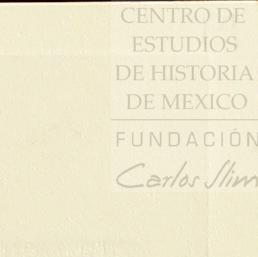 CENTRO DE
ESTUDIOS
DE HISTORIA
DE MEXICO
FUNDACIÓN
Carlos Slim